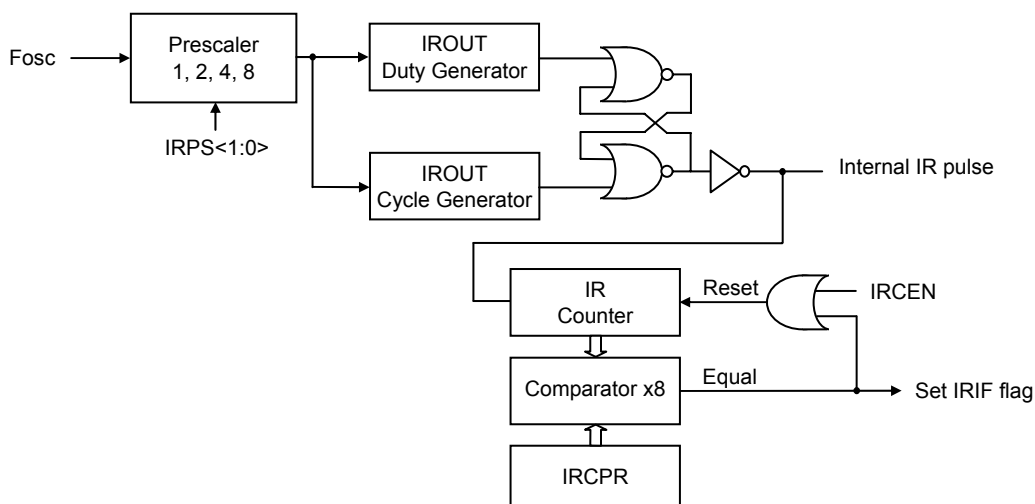 Fosc
Prescaler
1, 2, 4, 8
IRPS<1:0>
IROUT
Duty Generator
IROUT
Cycle Generator
Internal IR pulse
IR
Counter
Reset
IRCEN
Comparator x8
Equal
Set IRIF flag
IRCPR